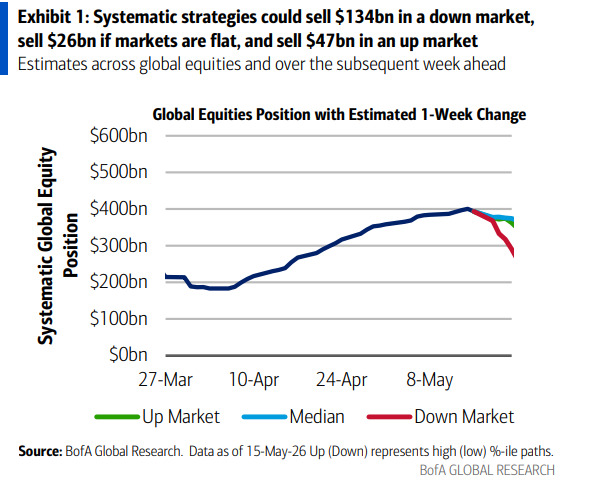 Exhibit 1: Systematic strategies could sell $134bn in a down market,
sell $26bn if markets are flat, and sell $47bn in an up market
Estimates across global equities and over the subsequent week ahead
Global Equities Position with Estimated 1-Week Change
Systematic Global Equity
Position
$600bn
$500bn
$400bn
$300bn
$200bn
$100bn
$0bn
27-Mar 10-Apr 24-Apr 8-May
Up Market Median Down Market
Source: BofA Global Research. Data as of 15-May-26 Up (Down) represents high (low) %-ile paths.
BofA GLOBAL RESEARCH